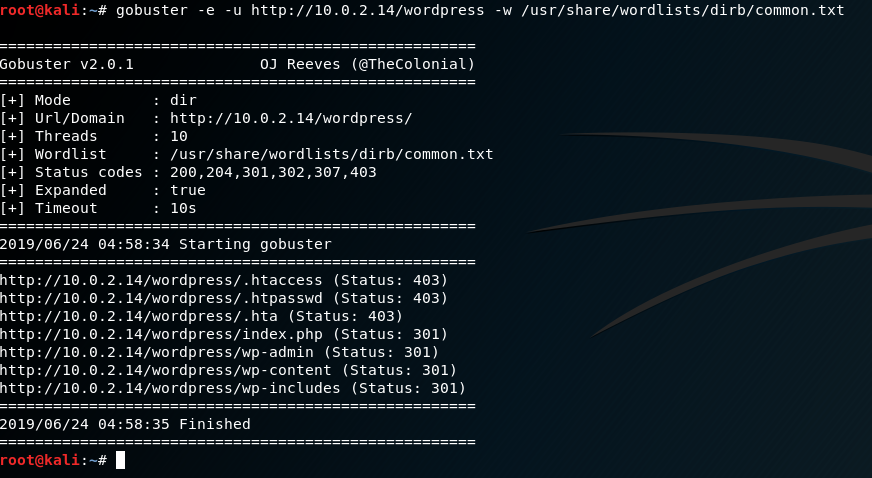 root@kali:~# gobuster -e -u http://10.0.2.14/wordpress -w /usr/share/wordlists/dirb/common.txt
=====================================================
Gobuster v2.0.1              OJ Reeves (@TheColonial)
=====================================================
[+] Mode         : dir
[+] Url/Domain   : http://10.0.2.14/wordpress/
[+] Threads      : 10
[+] Wordlist     : /usr/share/wordlists/dirb/common.txt
[+] Status codes : 200,204,301,302,307,403
[+] Expanded     : true
[+] Timeout      : 10s
=====================================================
2019/06/24 04:58:34 Starting gobuster
=====================================================
http://10.0.2.14/wordpress/.htaccess (Status: 403)
http://10.0.2.14/wordpress/.htpasswd (Status: 403)
http://10.0.2.14/wordpress/.hta (Status: 403)
http://10.0.2.14/wordpress/index.php (Status: 301)
http://10.0.2.14/wordpress/wp-admin (Status: 301)
http://10.0.2.14/wordpress/wp-content (Status: 301)
http://10.0.2.14/wordpress/wp-includes (Status: 301)
=====================================================
2019/06/24 04:58:35 Finished
=====================================================
root@kali:~#